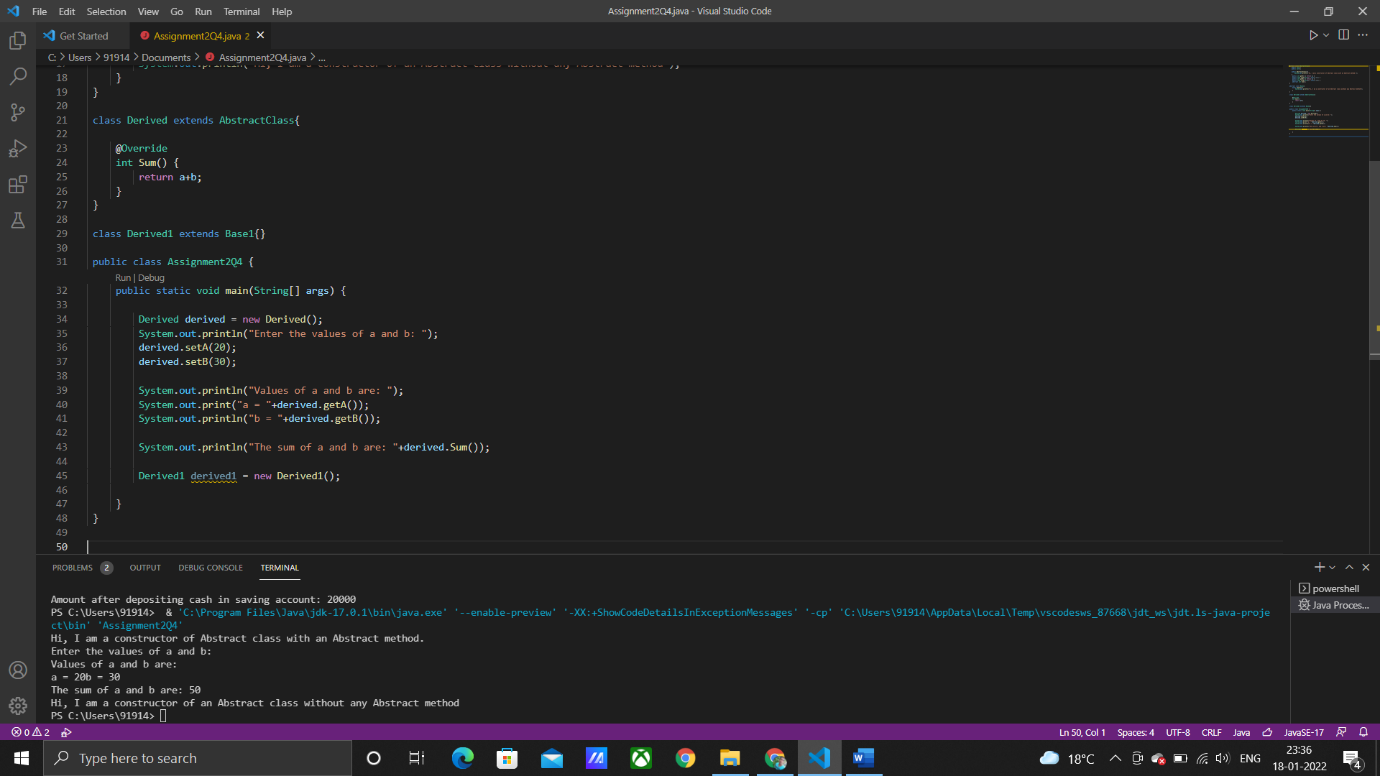 File Edit Selection View Go Run Terminal Help
Assignment2Q4.java - Visual Studio Code
Get Started
Assignment2Q4.java 2
C: > Users > 91914 > Documents > Assignment2Q4.java > ...
18 }
19 }
20
21 class Derived extends AbstractClass{
22
23 @Override
24 int Sum() {
25 return a+b;
26 }
27 }
28
29 class Derived1 extends Base1{}
30
31 public class Assignment2Q4 {
Run | Debug
32 public static void main(String[] args) {
33
34 Derived derived = new Derived();
35 System.out.println("Enter the values of a and b: ");
36 derived.setA(20);
37 derived.setB(30);
38
39 System.out.println("Values of a and b are: ");
40 System.out.print("a = "+derived.getA());
41 System.out.println("b = "+derived.getB());
42
43 System.out.println("The sum of a and b are: "+derived.Sum());
44
45 Derived1 derived1 = new Derived1();
46
47 }
48 }
49
50
PROBLEMS 2 OUTPUT DEBUG CONSOLE TERMINAL
Amount after depositing cash in saving account: 20000
PS C:\Users\91914> & 'C:\Program Files\Java\jdk-17.0.1\bin\java.exe' '--enable-preview' '-XX:+ShowCodeDetailsInExceptionMessages' '-cp' 'C:\Users\91914\AppData\Local\Temp\vscodesws_87668\jdt_ws\jdt.ls-java-proje
ct\bin' 'Assignment2Q4'
Hi, I am a constructor of Abstract class with an Abstract method.
Enter the values of a and b:
Values of a and b are:
a = 20b = 30
The sum of a and b are: 50
Hi, I am a constructor of an Abstract class without any Abstract method
PS C:\Users\91914>
powershell
Java Proces...
0 2
Ln 50, Col 1 Spaces: 4 UTF-8 CRLF Java JavaSE-17
Type here to search
18°C
ENG
23:36
18-01-2022
4